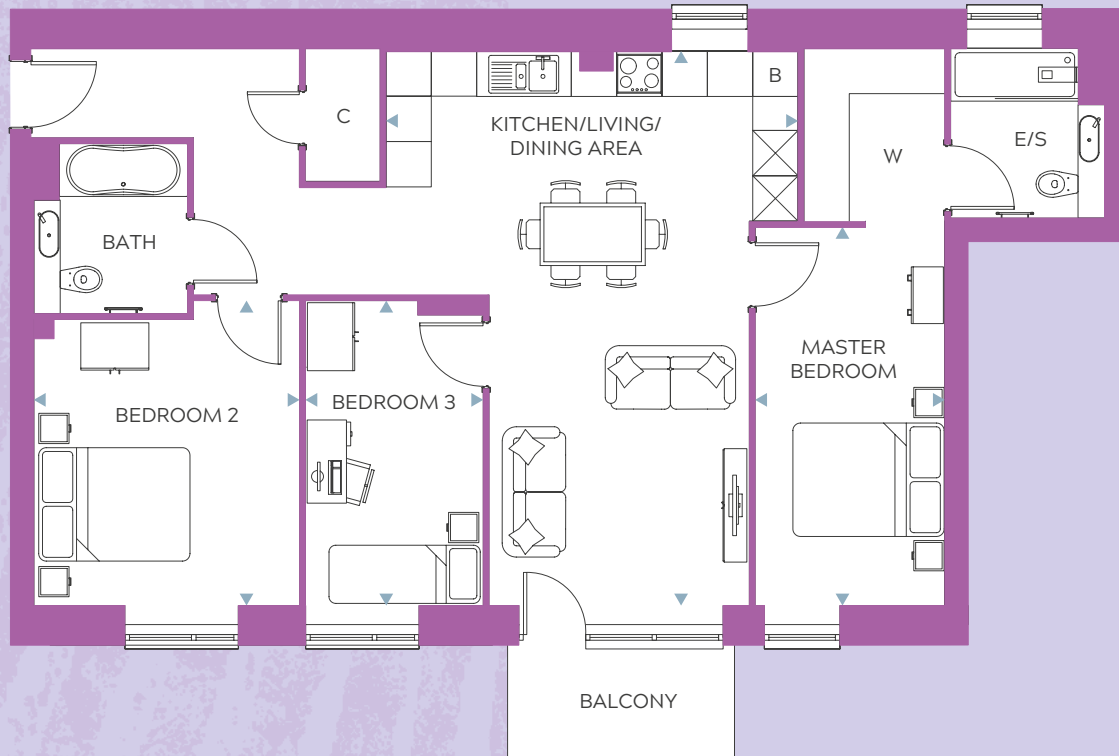 B
C
KITCHEN/LIVING/
DINING AREA
E/S
W
BATH
MASTER
BEDROOM
BEDROOM 2
BEDROOM 3
BALCONY